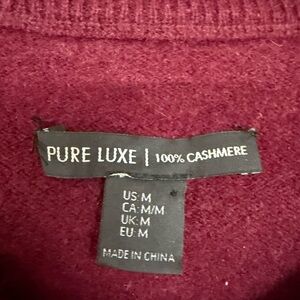 PURE LUXE | 100% CASHMERE
US: M
CA: M/M
UK: M
EU: M
MADE IN CHINA